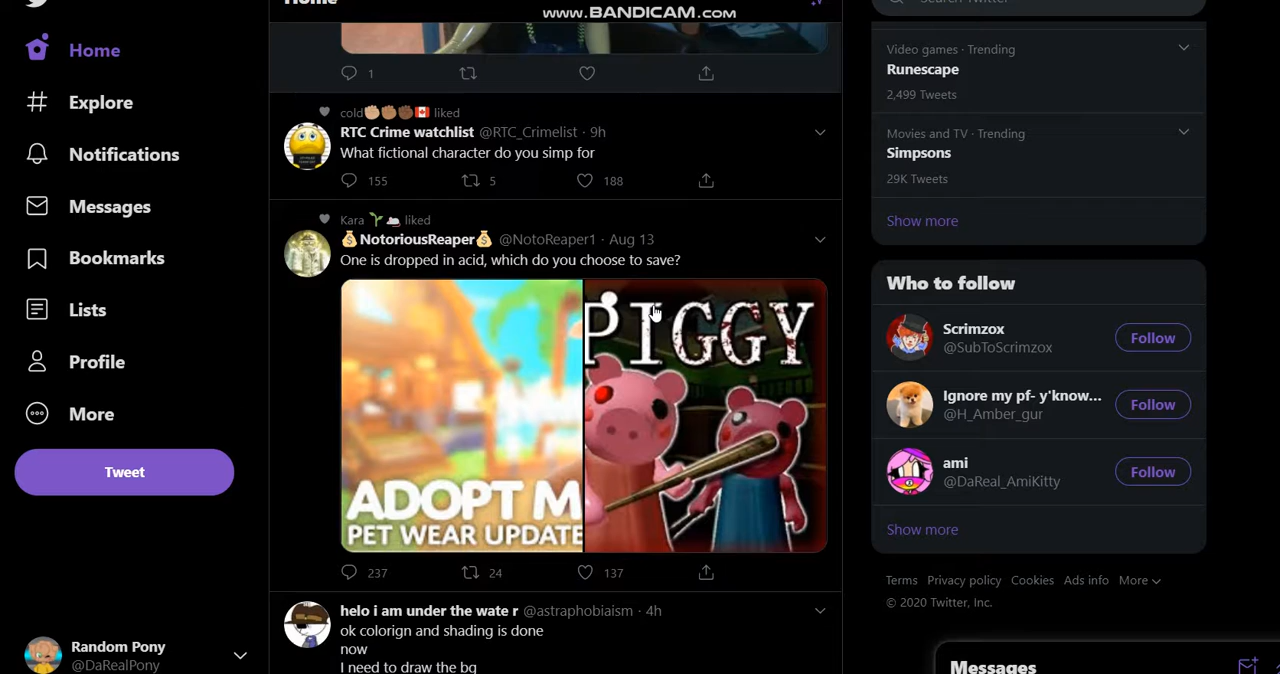 Home
www.BANDICAM.com
Home
Explore
Notifications
Messages
Bookmarks
Lists
Profile
More
Tweet
Random Pony
@DaRealPony
1
cold✊🏼✊🏽✊🏾🇨🇦 liked
RTC Crime watchlist @RTC_Crimelist · 9h
What fictional character do you simp for
155 5 188
Kara 🌱🐁 liked
💰NotoriousReaper💰 @NotoReaper1 · Aug 13
One is dropped in acid, which do you choose to save?
ADOPT M
PET WEAR UPDATE
PIGGY
237 24 137
helo i am under the wate r @astraphobiaism · 4h
ok colorign and shading is done
now
I need to draw the bg
Search Twitter
Video games · Trending
Runescape
2,499 Tweets
Movies and TV · Trending
Simpsons
29K Tweets
Show more
Who to follow
Scrimzox
@SubToScrimzox
Follow
Ignore my pf- y'know...
@H_Amber_gur
Follow
ami
@DaReal_AmiKitty
Follow
Show more
Terms Privacy policy Cookies Ads info More
© 2020 Twitter, Inc.
Messages